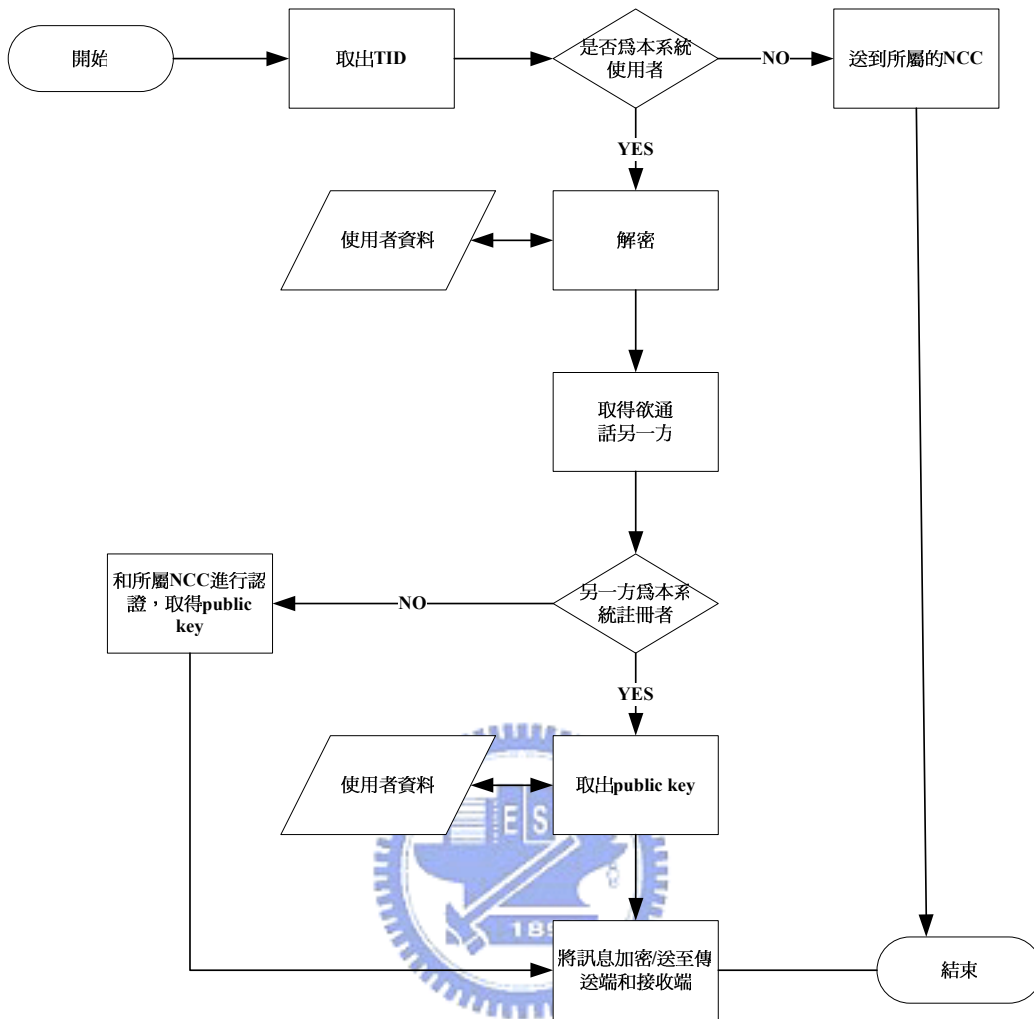 開始
取出TID
是否為本系統
使用者
NO
送到所屬的NCC
YES
使用者資料
解密
取得欲通
話另一方
和所屬NCC進行認
證，取得public
key
NO
另一方為本系
統註冊者
YES
使用者資料
取出public key
ES
189
將訊息加密/送至傳
送端和接收端
結束